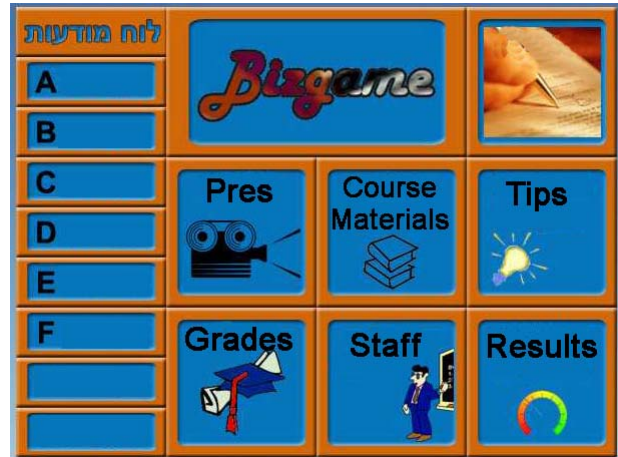 לוח מודעות
Bizgame
A
B
C
D
E
F
Pres
Course
Materials
Tips
Grades
Staff
Results